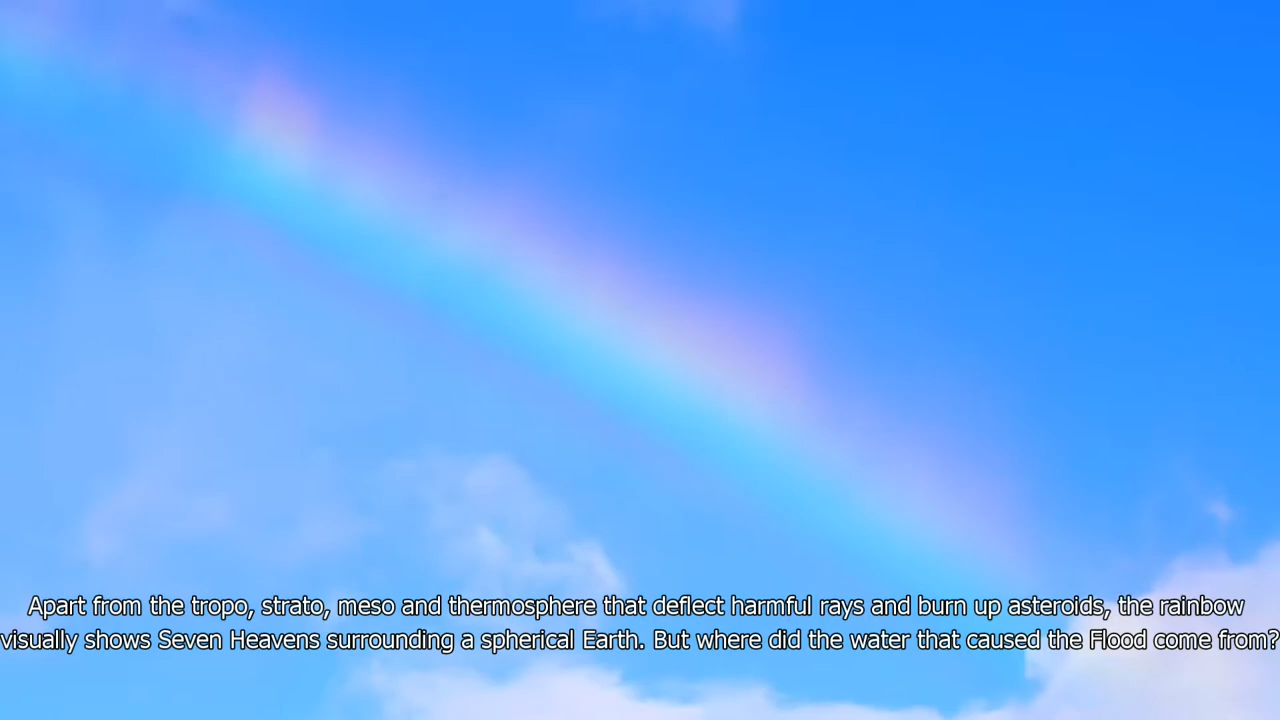 Apart from the tropo, strato, meso and thermosphere that deflect harmful rays and burn up asteroids, the rainbow
visually shows Seven Heavens surrounding a spherical Earth. But where did the water that caused the Flood come from?